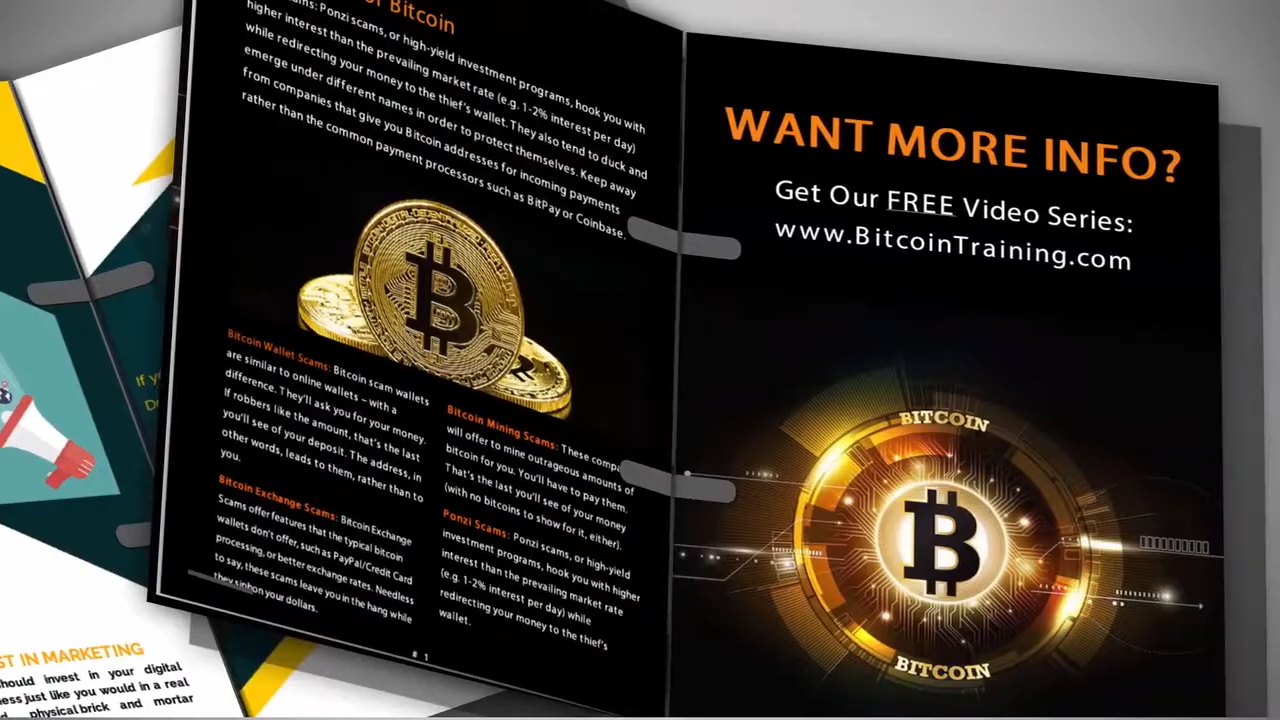 of Bitcoin
Ponzi scams, or high-yield investment programs, hook you with
higher interest than the prevailing market rate (e.g. 1-2% interest per day)
while redirecting your money to the thief's wallet. They also tend to duck and
emerge under different names in order to protect themselves. Keep away
from companies that give you Bitcoin addresses for incoming payments
rather than the common payment processors such as BitPay or Coinbase.
Bitcoin Wallet Scams: Bitcoin scam wallets
are similar to online wallets – with a
difference. They'll ask you for your money.
If robbers like the amount, that's the last
you'll see of your deposit. The address, in
other words, leads to them, rather than to
you.
Bitcoin Exchange Scams: Bitcoin Exchange
Scams offer features that the typical bitcoin
wallets don't offer, such as PayPal/Credit Card
processing, or better exchange rates. Needless
to say, these scams leave you in the hang while
they siphon your dollars.
Bitcoin Mining Scams: These
will offer to mine outrageous amounts of
bitcoin for you. You'll have to pay them.
That's the last you'll see of your money
(with no bitcoins to show for it, either).
Ponzi Scams: Ponzi scams, or high-yield
investment programs, hook you with higher
interest than the prevailing market rate
(e.g. 1-2% interest per day) while
redirecting your money to the thief's
wallet.
# 1
WANT MORE INFO?
Get Our FREE Video Series:
www.BitcoinTraining.com
BITCOIN
BITCOIN
If
IN MARKETING
should invest in your digital
just like you would in a real
physical brick and mortar